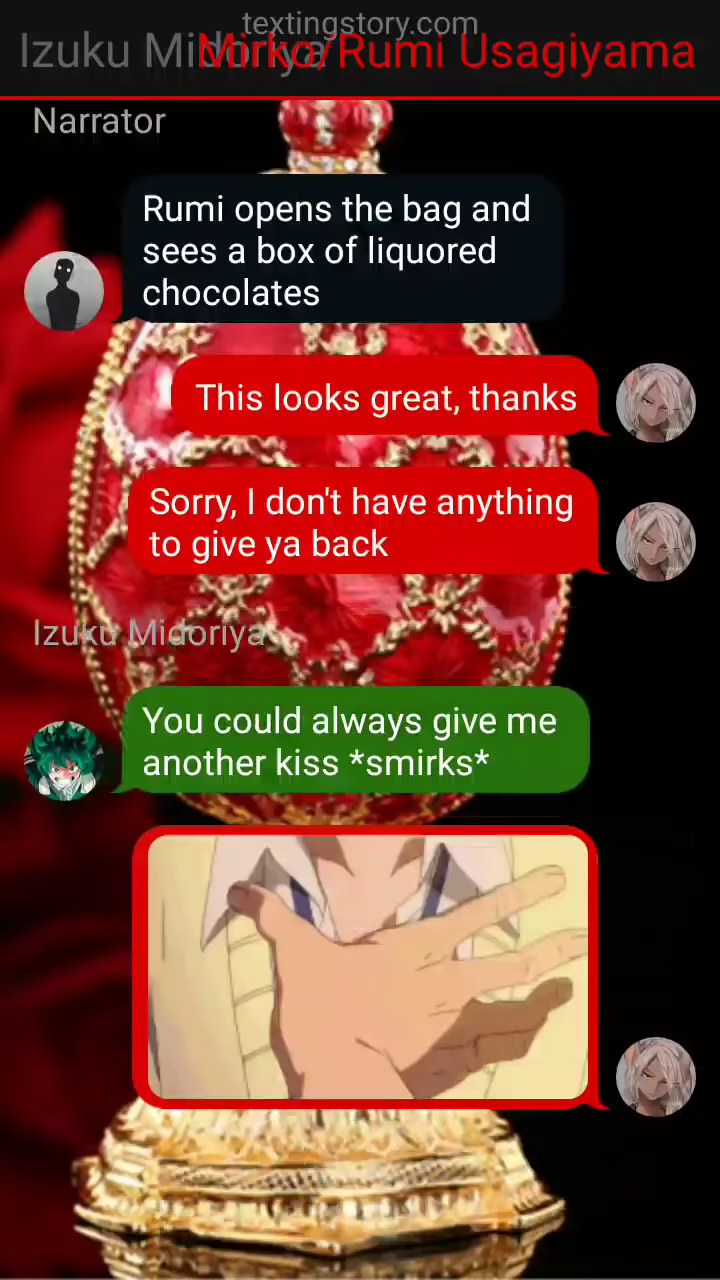 textingstory.com
Izuku Midoriya
Mirko/Rumi Usagiyama
Narrator
Rumi opens the bag and
sees a box of liquored
chocolates
This looks great, thanks
Sorry, I don't have anything
to give ya back
Izuku Midoriya
You could always give me
another kiss *smirks*